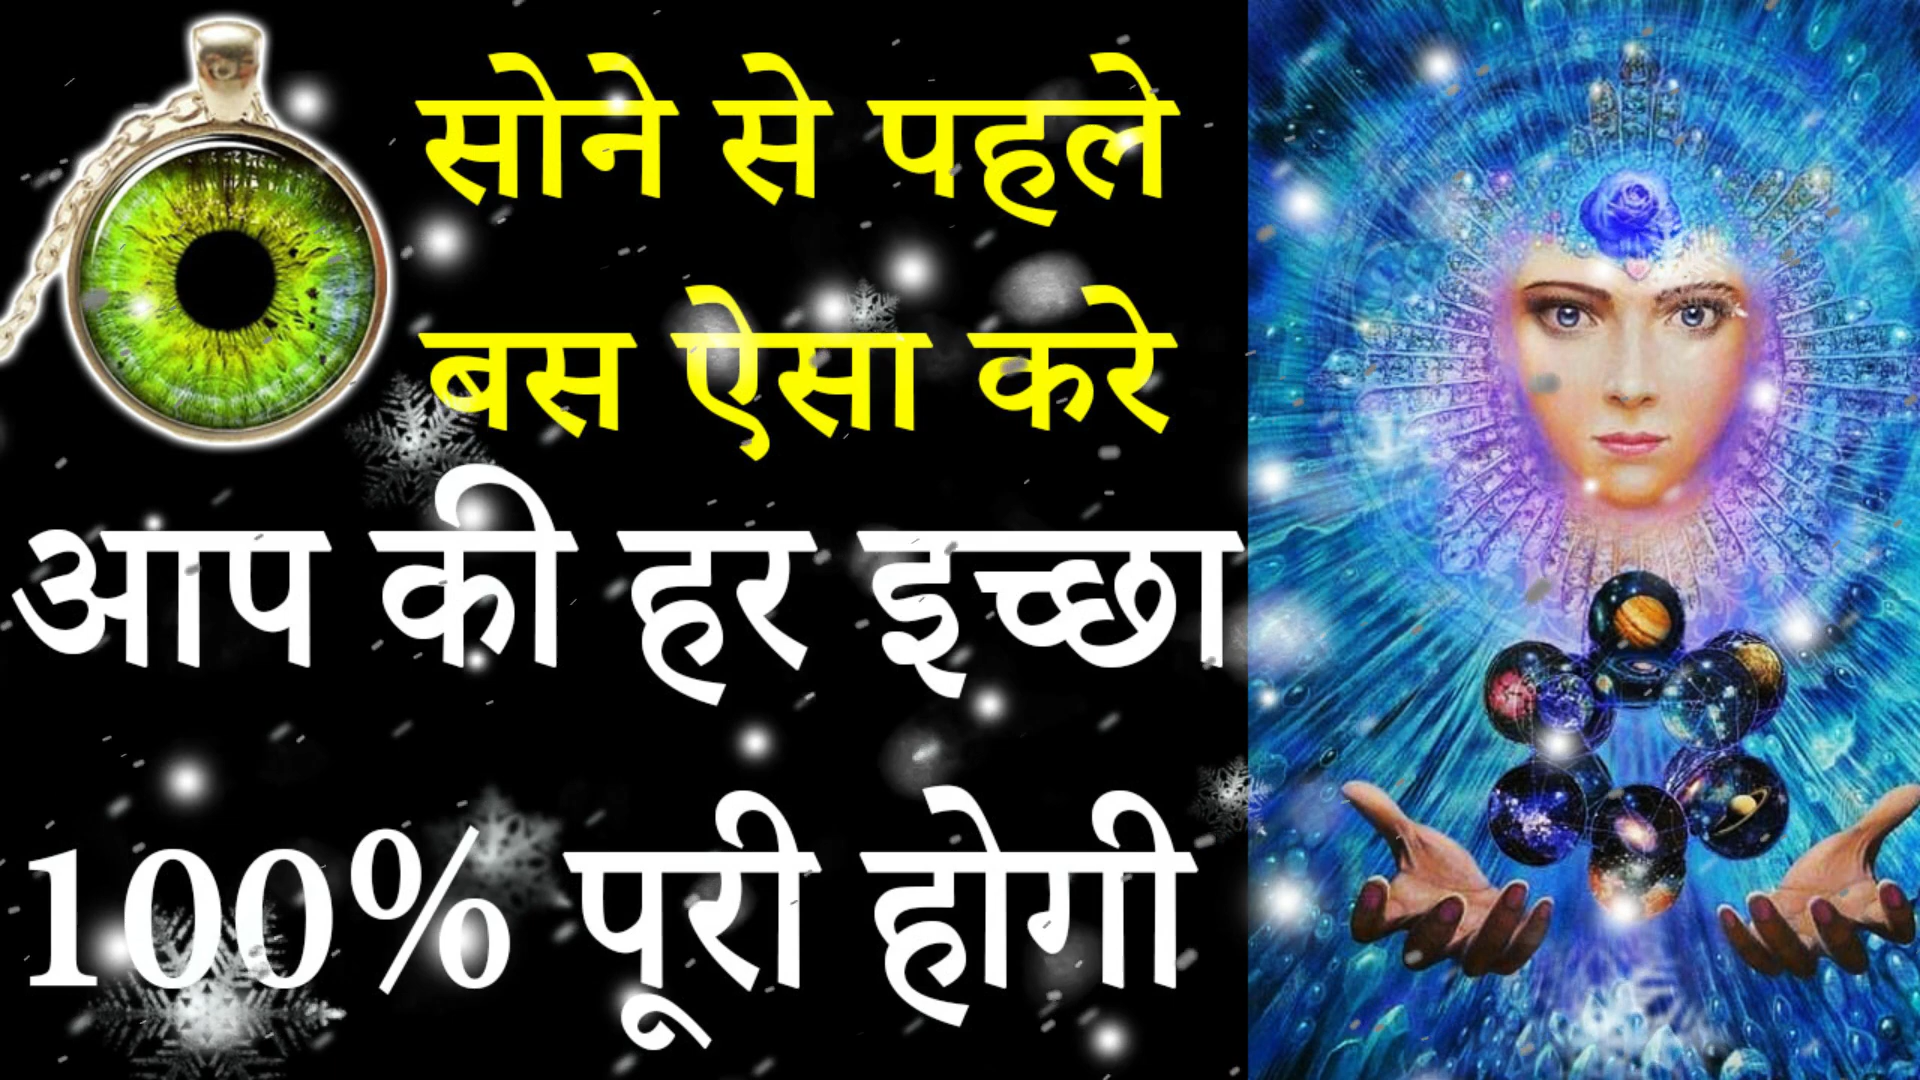 सोने से पहले
बस ऐसा करे
आप की हर इच्छा
100% पूरी होगी